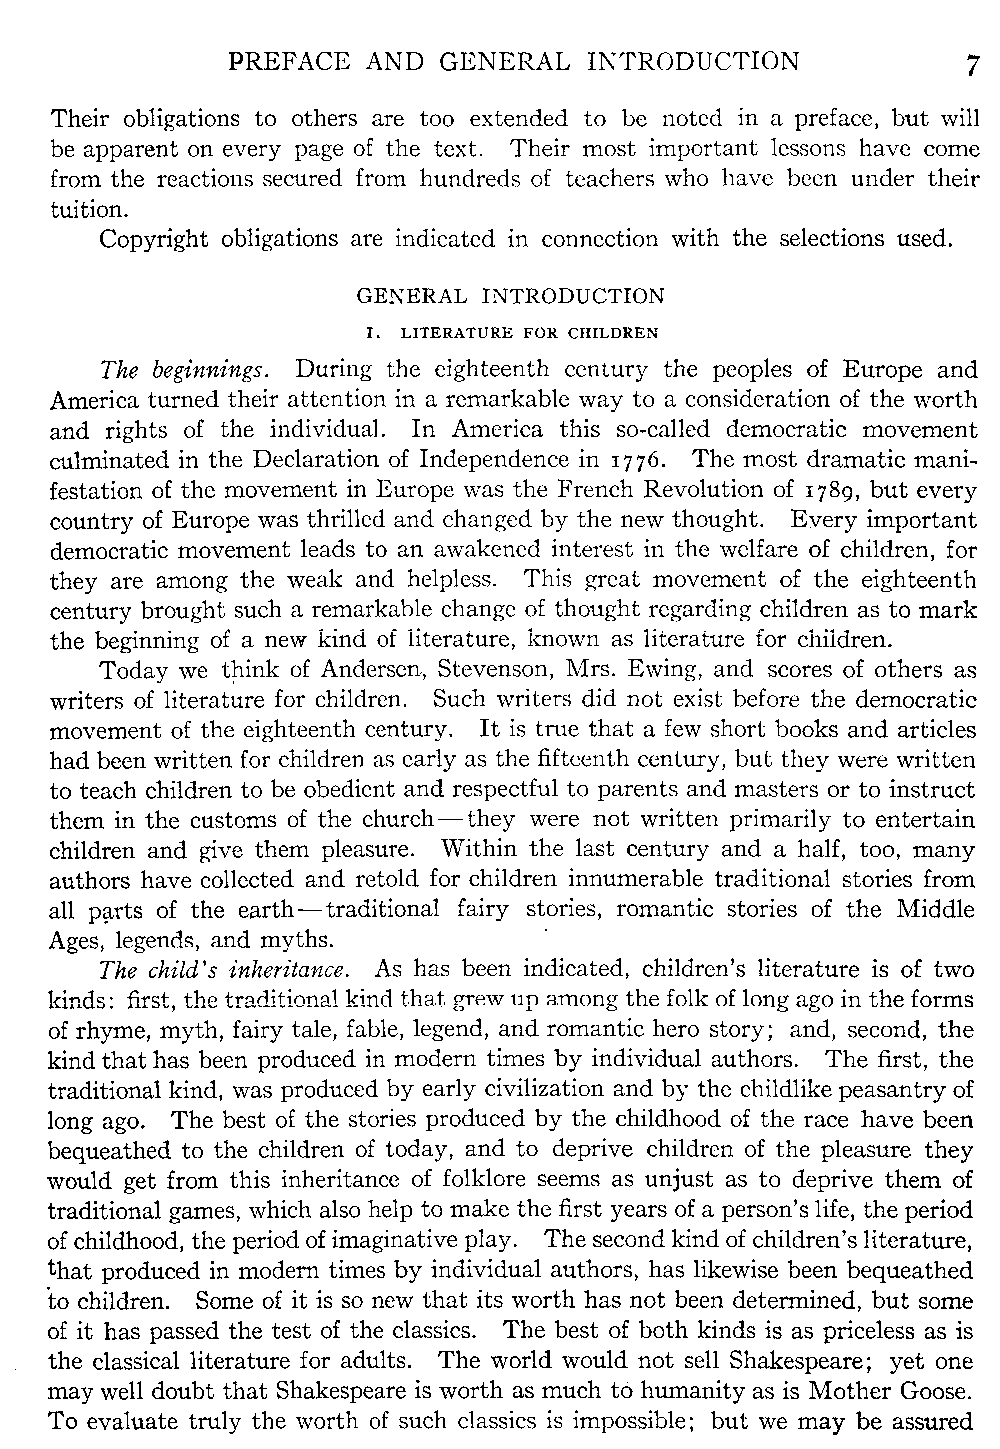 PREFACE AND GENERAL INTRODUCTION 7
Their obligations to others are too extended to be noted in a preface, but will
be apparent on every page of the text. Their most important lessons have come
from the reactions secured from hundreds of teachers who have been under their
tuition.
Copyright obligations are indicated in connection with the selections used.
GENERAL INTRODUCTION
I. LITERATURE FOR CHILDREN
The beginnings. During the eighteenth century the peoples of Europe and
America turned their attention in a remarkable way to a consideration of the worth
and rights of the individual. In America this so-called democratic movement
culminated in the Declaration of Independence in 1776. The most dramatic mani-
festation of the movement in Europe was the French Revolution of 1789, but every
country of Europe was thrilled and changed by the new thought. Every important
democratic movement leads to an awakened interest in the welfare of children, for
they are among the weak and helpless. This great movement of the eighteenth
century brought such a remarkable change of thought regarding children as to mark
the beginning of a new kind of literature, known as literature for children.
Today we think of Andersen, Stevenson, Mrs. Ewing, and scores of others as
writers of literature for children. Such writers did not exist before the democratic
movement of the eighteenth century. It is true that a few short books and articles
had been written for children as early as the fifteenth century, but they were written
to teach children to be obedient and respectful to parents and masters or to instruct
them in the customs of the church—they were not written primarily to entertain
children and give them pleasure. Within the last century and a half, too, many
authors have collected and retold for children innumerable traditional stories from
all parts of the earth—traditional fairy stories, romantic stories of the Middle
Ages, legends, and myths.
The child's inheritance. As has been indicated, children's literature is of two
kinds: first, the traditional kind that grew up among the folk of long ago in the forms
of rhyme, myth, fairy tale, fable, legend, and romantic hero story; and, second, the
kind that has been produced in modern times by individual authors. The first, the
traditional kind, was produced by early civilization and by the childlike peasantry of
long ago. The best of the stories produced by the childhood of the race have been
bequeathed to the children of today, and to deprive children of the pleasure they
would get from this inheritance of folklore seems as unjust as to deprive them of
traditional games, which also help to make the first years of a person's life, the period
of childhood, the period of imaginative play. The second kind of children's literature,
that produced in modern times by individual authors, has likewise been bequeathed
to children. Some of it is so new that its worth has not been determined, but some
of it has passed the test of the classics. The best of both kinds is as priceless as is
the classical literature for adults. The world would not sell Shakespeare; yet one
may well doubt that Shakespeare is worth as much to humanity as is Mother Goose.
To evaluate truly the worth of such classics is impossible; but we may be assured